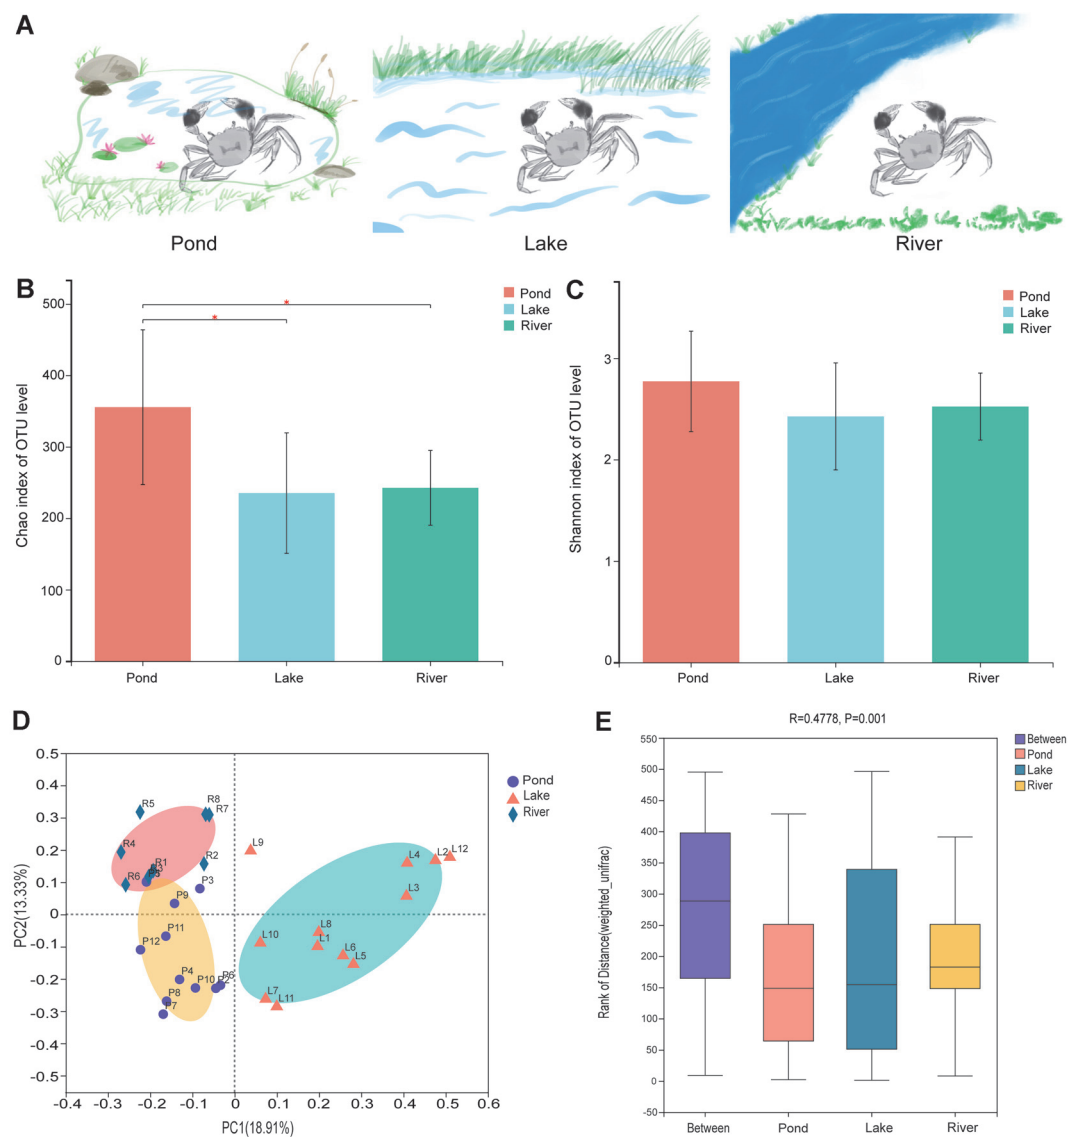 A
Pond
Lake
River
B
Chao index of OTU level
500
400
300
200
100
0
*
*
Pond
Lake
River
Pond
Lake
River
C
Shannon index of OTU level
3
2
1
0
Pond
Lake
River
Pond
Lake
River
D
PC2(13.33%)
0.5
0.4
0.3
0.2
0.1
0
-0.1
-0.2
-0.3
-0.4
-0.5
R5
R8
R7
R4
R1
R2
R6
P3
P9
P11
P12
P4
P10
P8
P7
L9
L4
L2
L12
L3
L8
L10
L1
L6
L5
L7
L11
Pond
Lake
River
-0.4
-0.3
-0.2
-0.1
0
0.1
0.2
0.3
0.4
0.5
0.6
PC1(18.91%)
E
R=0.4778, P=0.001
Rank of Distance(weighted_unifrac)
550
500
450
400
350
300
250
200
150
100
50
0
-50
Between
Pond
Lake
River
Between
Pond
Lake
River